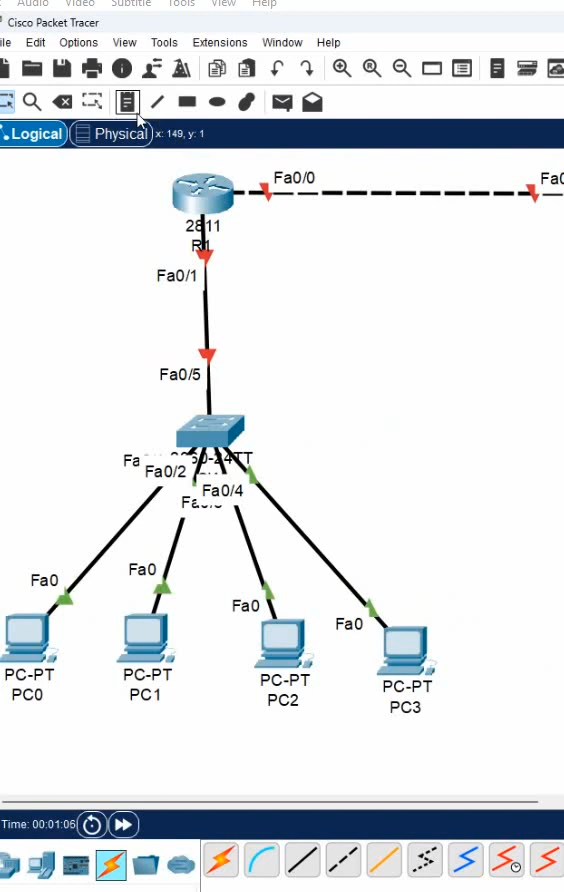 Audio Video Subtitle Tools View Help
Cisco Packet Tracer
ile Edit Options View Tools Extensions Window Help
Logical Physical x: 149, y: 1
Fa0/0
Fa0
2811
R1
Fa0/1
Fa0/5
60-24TT
Fa0/2
Fa0/4
Fa0
Fa0
Fa0
Fa0
PC-PT
PC0
PC-PT
PC1
PC-PT
PC2
PC-PT
PC3
Time: 00:01:06